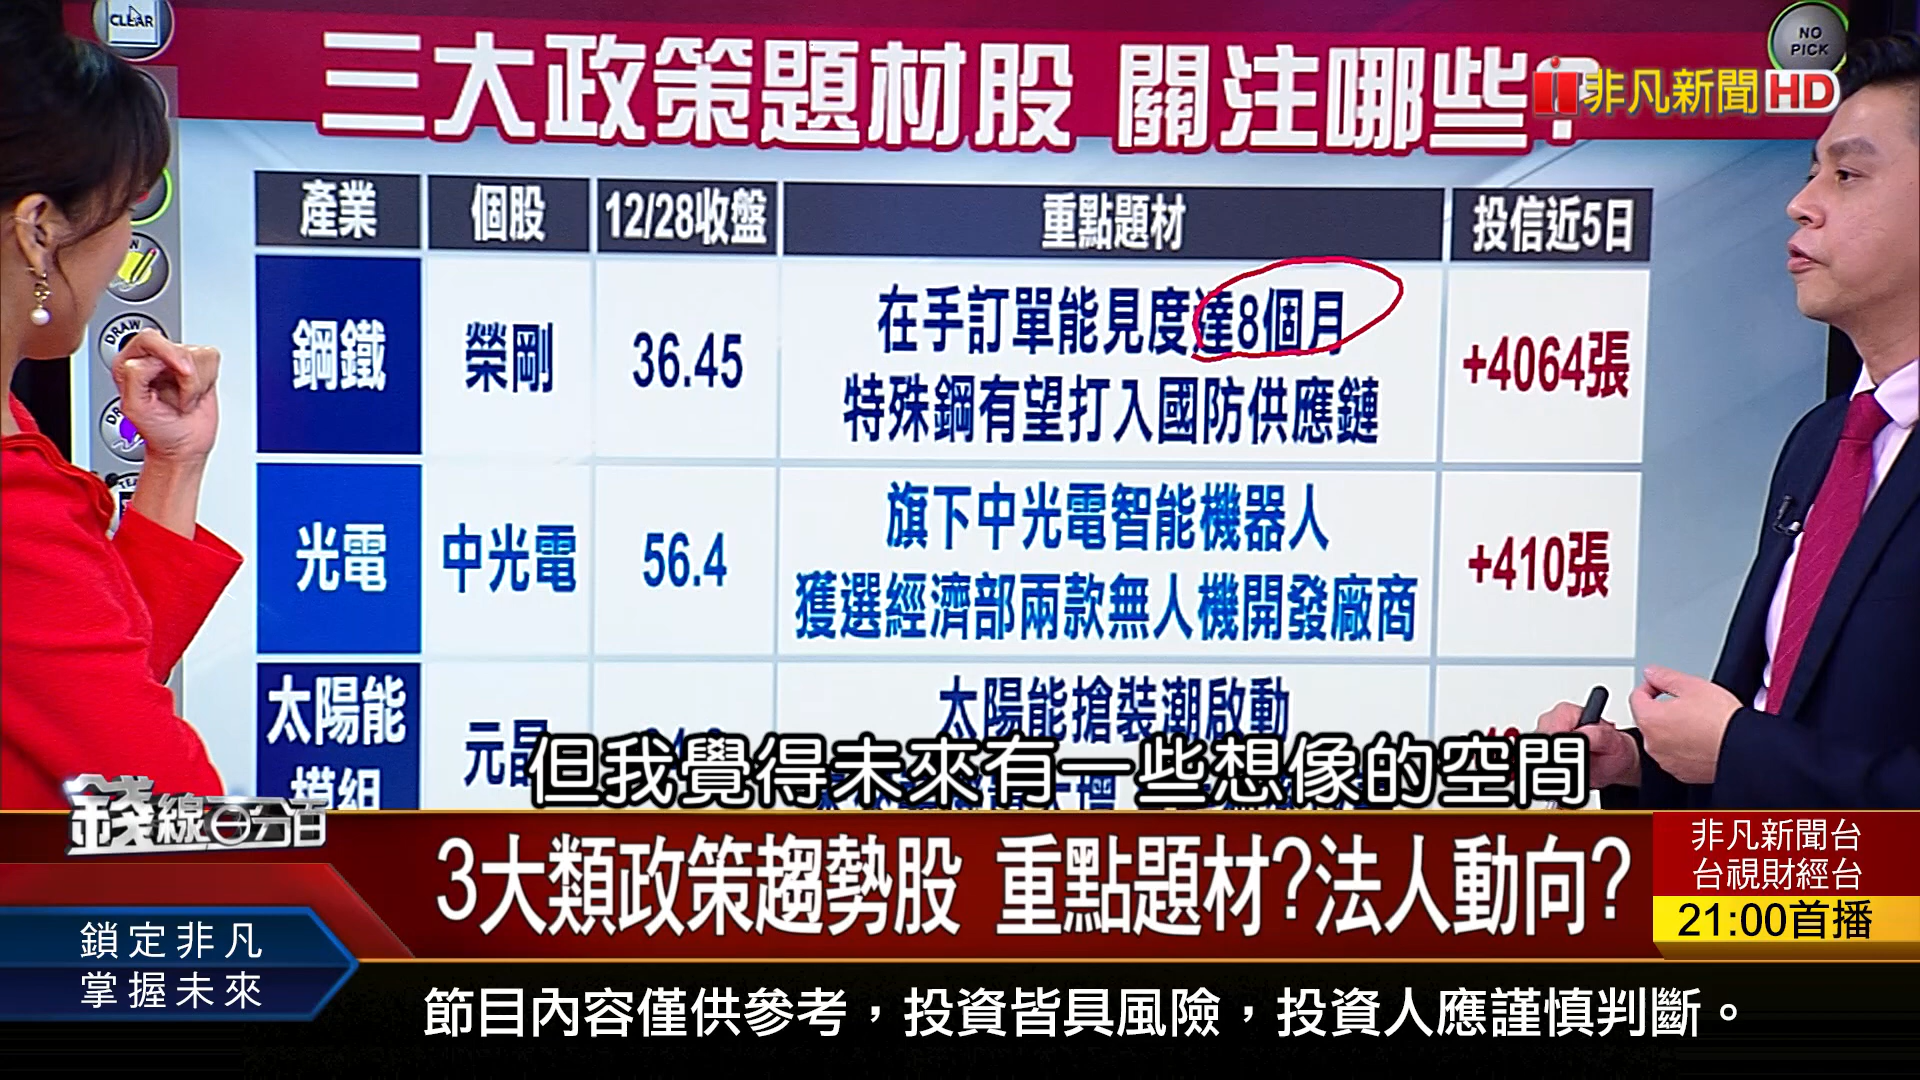 CLEAR
NO
PICK
三大政策題材股 關注哪些?
非凡新聞HD
產業 個股 12/28收盤 重點題材 投信近5日
鋼鐵 榮剛 36.45 在手訂單能見度達8個月
特殊鋼有望打入國防供應鏈 +4064張
DRAW
光電 中光電 56.4 旗下中光電智能機器人
獲選經濟部兩款無人機開發廠商 +410張
太陽能
模組 元晶 太陽能搶裝潮啟動
但我覺得未來有一些想像的空間
錢線百分百
3大類政策趨勢股 重點題材?法人動向?
非凡新聞台
台視財經台
21:00首播
鎖定非凡
掌握未來
節目內容僅供參考，投資皆具風險，投資人應謹慎判斷。